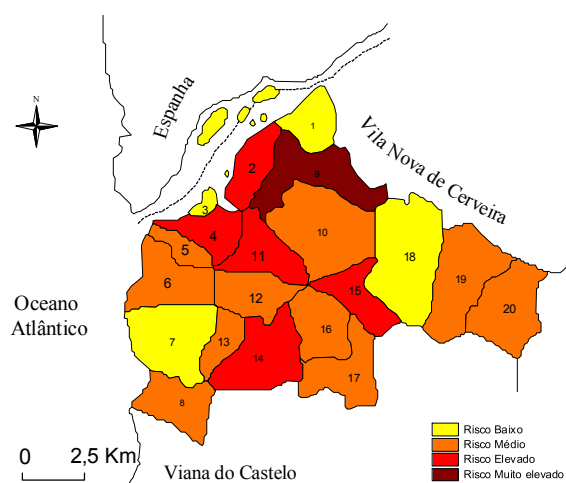 N
Espanha
Vila Nova de Cerveira
1
2
9
3
4
10
5
11
18
19
6
15
20
12
Oceano
Atlântico
16
7
13
14
17
8
Risco Baixo
Risco Médio
Risco Elevado
Risco Muito elevado
0 2,5 Km
Viana do Castelo